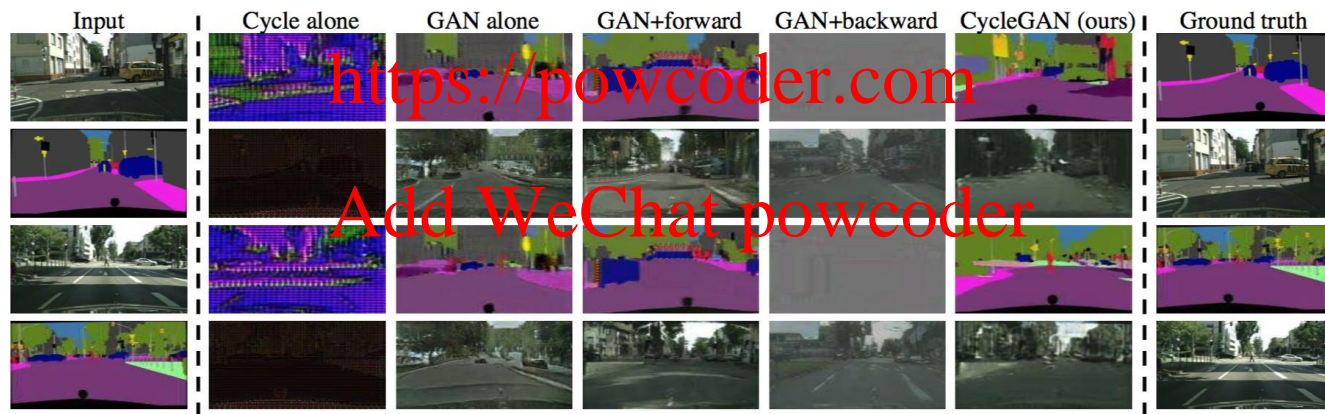 Input Cycle alone GAN alone GAN+forward GAN+backward CycleGAN (ours) Ground truth
https://powcoder.com
Add WeChat powcoder